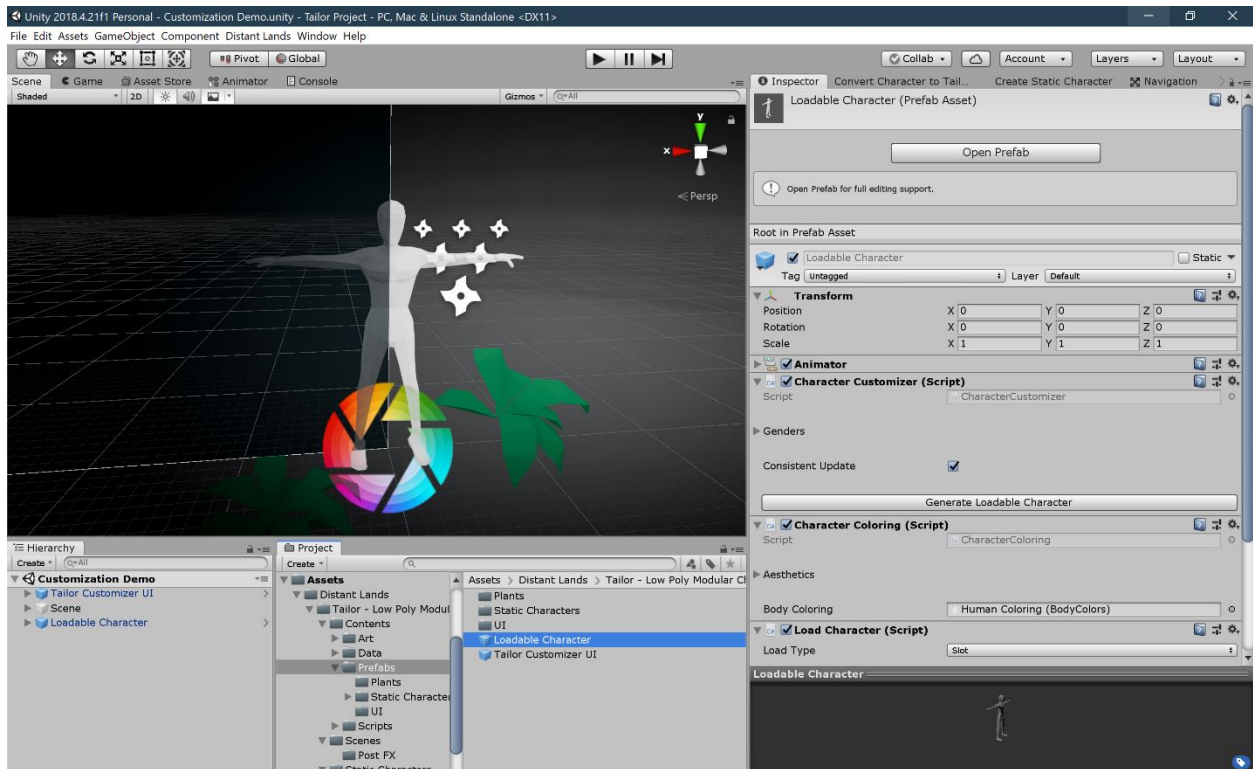 Unity 2018.4.21f1 Personal - Customization Demo.unity - Tailor Project - PC, Mac & Linux Standalone <DX11>
File Edit Assets GameObject Component Distant Lands Window Help
Pivot Global Collab Account Layers Layout
Scene Game Asset Store Animator Console
Shaded 2D Gizmos All
y
x
Persp
Inspector Convert Character to Tail... Create Static Character Navigation
Loadable Character (Prefab Asset)
Open Prefab
Open Prefab for full editing support.
Root in Prefab Asset
Loadable Character Static
Tag Untagged Layer Default
Transform
Position X 0 Y 0 Z 0
Rotation X 0 Y 0 Z 0
Scale X 1 Y 1 Z 1
Animator
Character Customizer (Script)
Script CharacterCustomizer
Genders
Consistent Update
Generate Loadable Character
Character Coloring (Script)
Script CharacterColoring
Aesthetics
Body Coloring Human Coloring (BodyColors)
Load Character (Script)
Load Type Slot
Loadable Character
Hierarchy
Create All
Customization Demo
Tailor Customizer UI
Scene
Loadable Character
Project
Create
Assets
Distant Lands
Tailor - Low Poly Modul
Contents
Art
Data
Prefabs
Plants
Static Character
UI
Scripts
Scenes
Post FX
Static Characters
Assets > Distant Lands > Tailor - Low Poly Modular Ch
Plants
Static Characters
UI
Loadable Character
Tailor Customizer UI